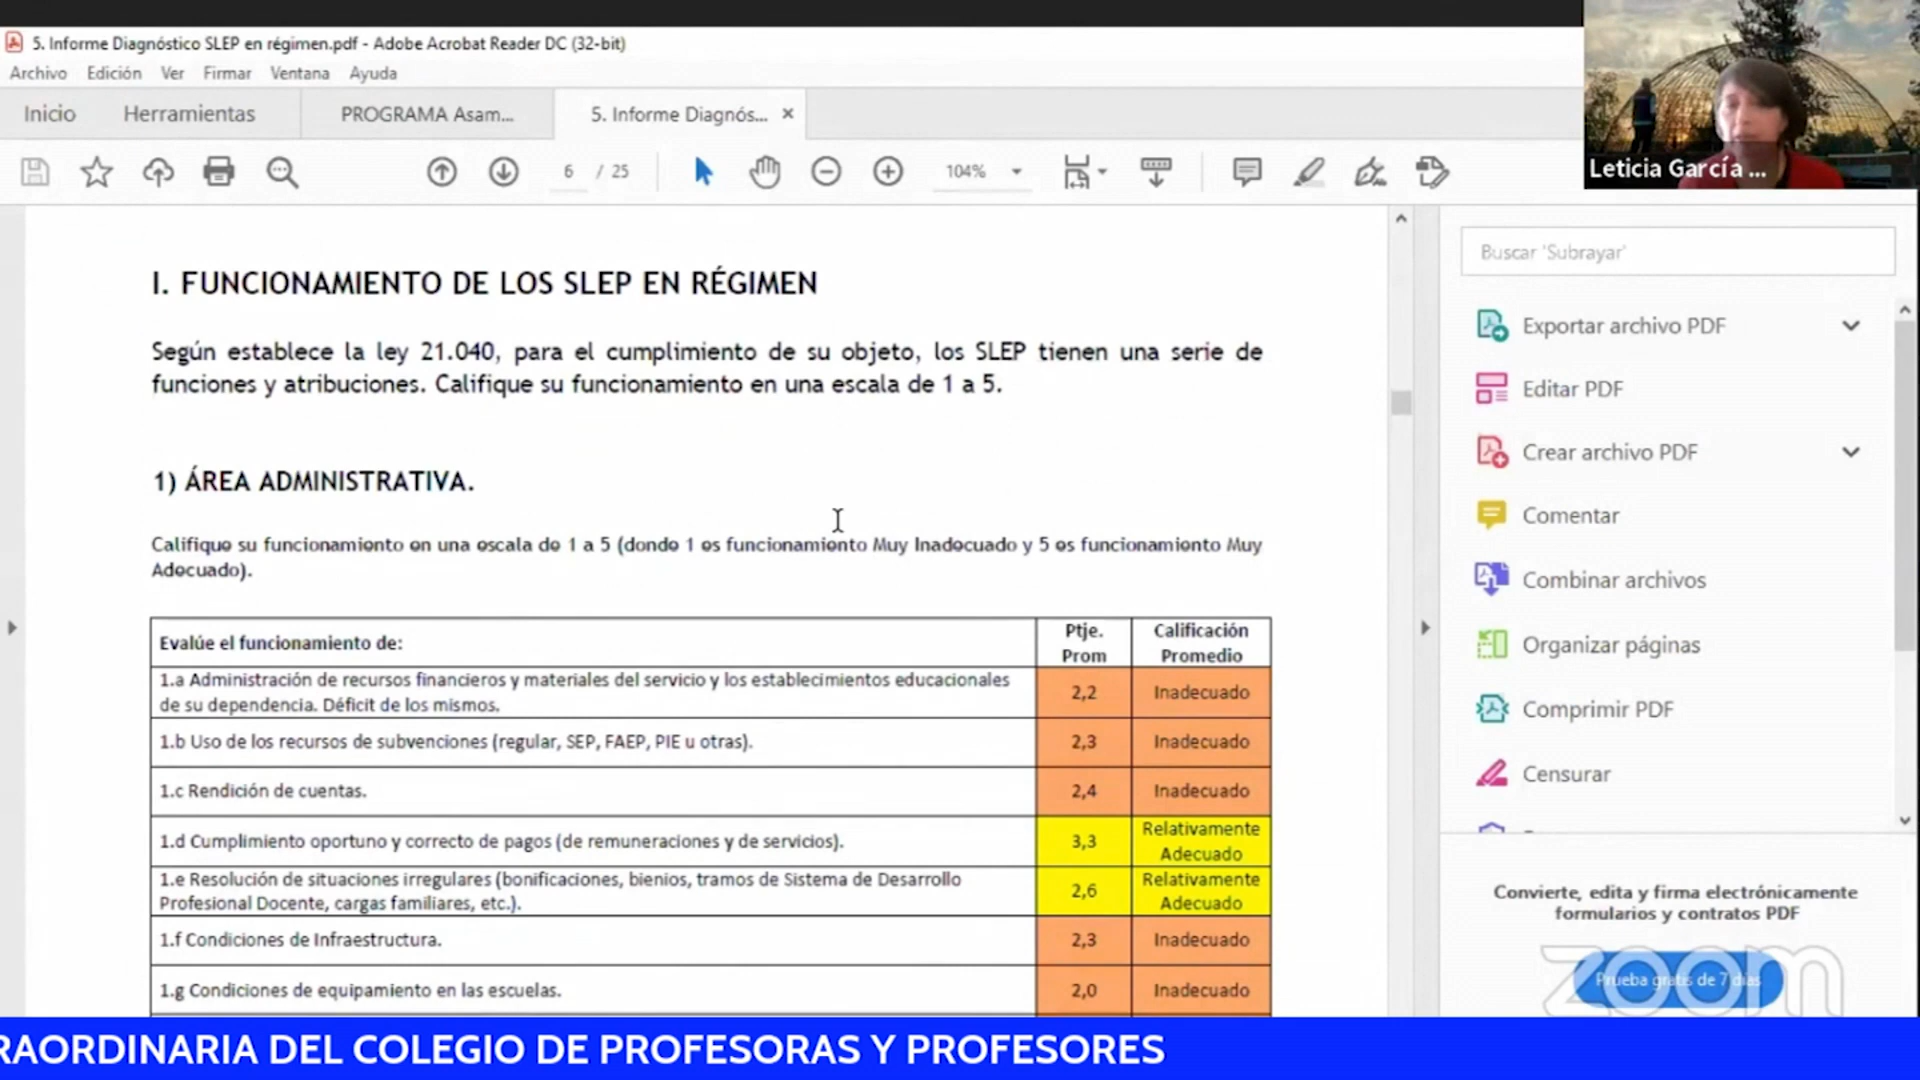 5. Informe Diagnóstico SLEP en régimen.pdf - Adobe Acrobat Reader DC (32-bit)
Archivo Edición Ver Firmar Ventana Ayuda
Inicio Herramientas PROGRAMA Asam... 5. Informe Diagnós... ×
6 / 25 104%
Leticia García ...
I. FUNCIONAMIENTO DE LOS SLEP EN RÉGIMEN
Según establece la ley 21.040, para el cumplimiento de su objeto, los SLEP tienen una serie de
funciones y atribuciones. Califique su funcionamiento en una escala de 1 a 5.
1) ÁREA ADMINISTRATIVA.
Califique su funcionamiento en una escala de 1 a 5 (donde 1 es funcionamiento Muy Inadecuado y 5 es funcionamiento Muy
Adecuado).
Evalúe el funcionamiento de: Ptje. Prom Calificación Promedio
1.a Administración de recursos financieros y materiales del servicio y los establecimientos educacionales
de su dependencia. Déficit de los mismos. 2,2 Inadecuado
1.b Uso de los recursos de subvenciones (regular, SEP, FAEP, PIE u otras). 2,3 Inadecuado
1.c Rendición de cuentas. 2,4 Inadecuado
1.d Cumplimiento oportuno y correcto de pagos (de remuneraciones y de servicios). 3,3 Relativamente Adecuado
1.e Resolución de situaciones irregulares (bonificaciones, bienios, tramos de Sistema de Desarrollo
Profesional Docente, cargas familiares, etc.). 2,6 Relativamente Adecuado
1.f Condiciones de Infraestructura. 2,3 Inadecuado
1.g Condiciones de equipamiento en las escuelas. 2,0 Inadecuado
Buscar 'Subrayar'
Exportar archivo PDF
Editar PDF
Crear archivo PDF
Comentar
Combinar archivos
Organizar páginas
Comprimir PDF
Censurar
Convierte, edita y firma electrónicamente
formularios y contratos PDF
Prueba gratis de 7 días
zoom
RAORDINARIA DEL COLEGIO DE PROFESORAS Y PROFESORES